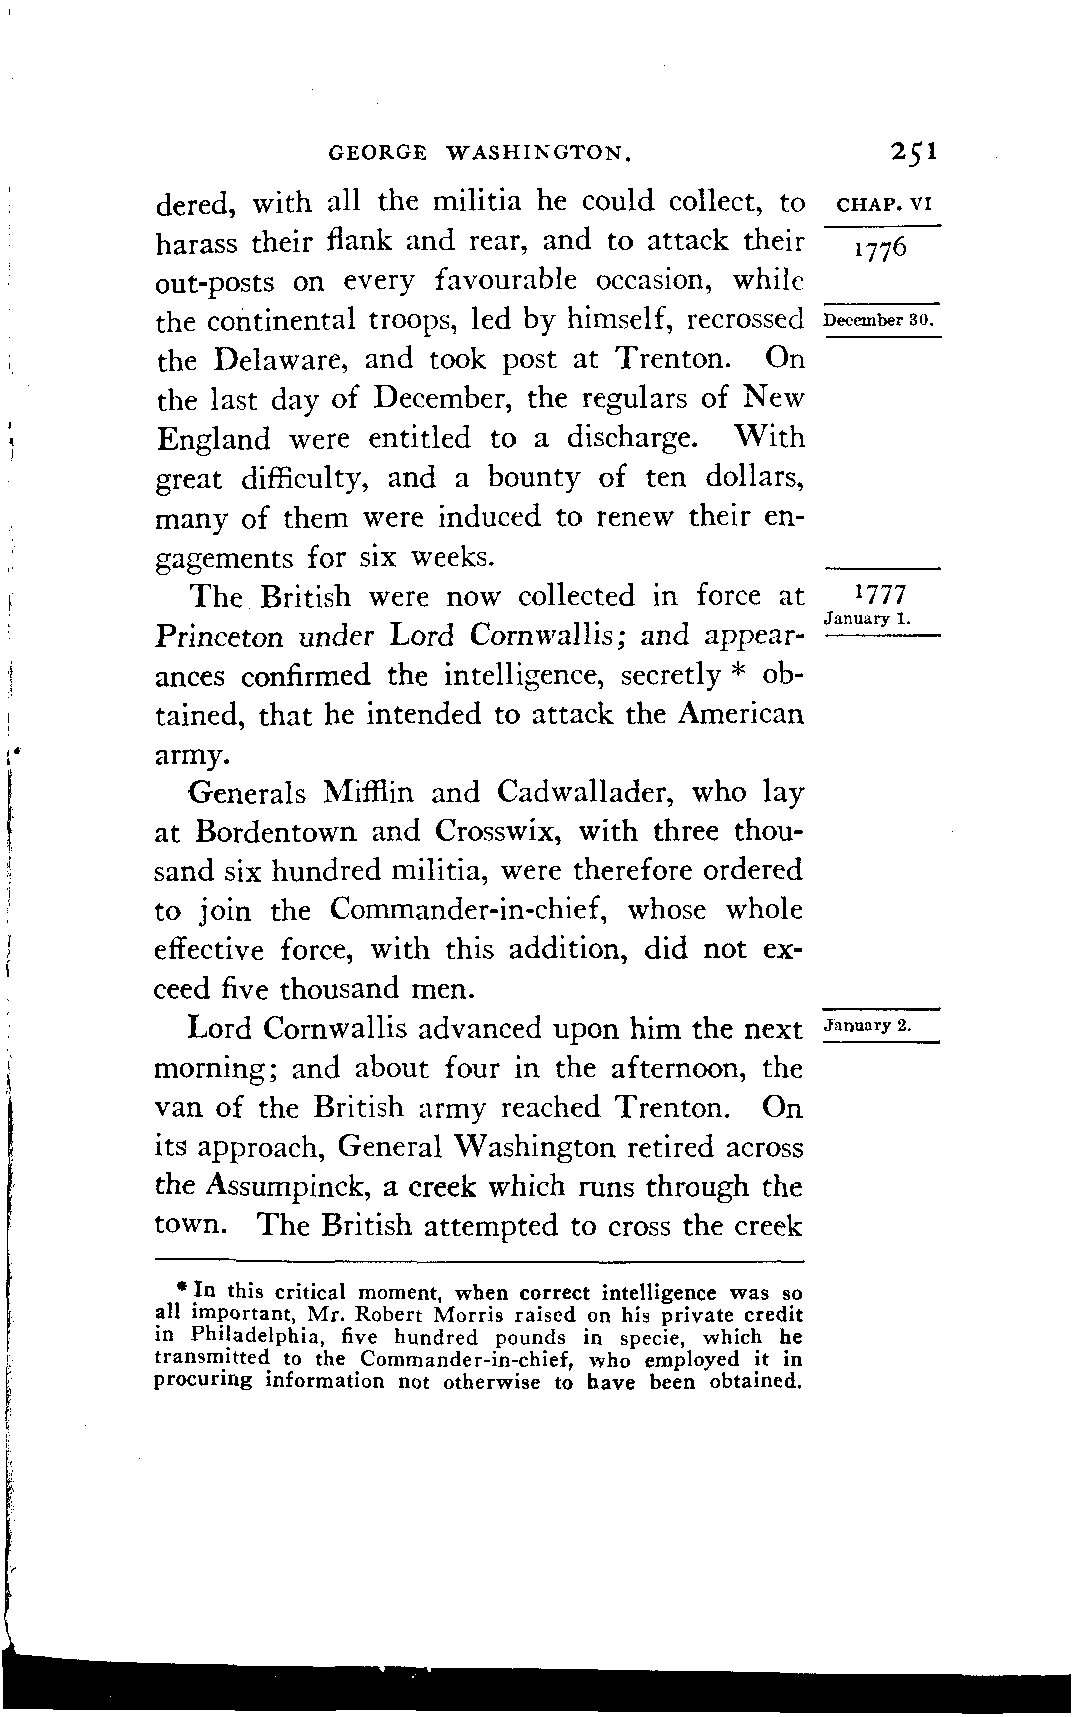 GEORGE WASHINGTON. 251
dered, with all the militia he could collect, to CHAP. VI
harass their flank and rear, and to attack their 1776
out-posts on every favourable occasion, while
the continental troops, led by himself, recrossed December 30.
the Delaware, and took post at Trenton. On
the last day of December, the regulars of New
England were entitled to a discharge. With
great difficulty, and a bounty of ten dollars,
many of them were induced to renew their en-
gagements for six weeks.
The British were now collected in force at 1777
January 1.
Princeton under Lord Cornwallis; and appear-
ances confirmed the intelligence, secretly * ob-
tained, that he intended to attack the American
army.
Generals Mifflin and Cadwallader, who lay
at Bordentown and Crosswix, with three thou-
sand six hundred militia, were therefore ordered
to join the Commander-in-chief, whose whole
effective force, with this addition, did not ex-
ceed five thousand men.
Lord Cornwallis advanced upon him the next January 2.
morning; and about four in the afternoon, the
van of the British army reached Trenton. On
its approach, General Washington retired across
the Assumpinck, a creek which runs through the
town. The British attempted to cross the creek
* In this critical moment, when correct intelligence was so
all important, Mr. Robert Morris raised on his private credit
in Philadelphia, five hundred pounds in specie, which he
transmitted to the Commander-in-chief, who employed it in
procuring information not otherwise to have been obtained.